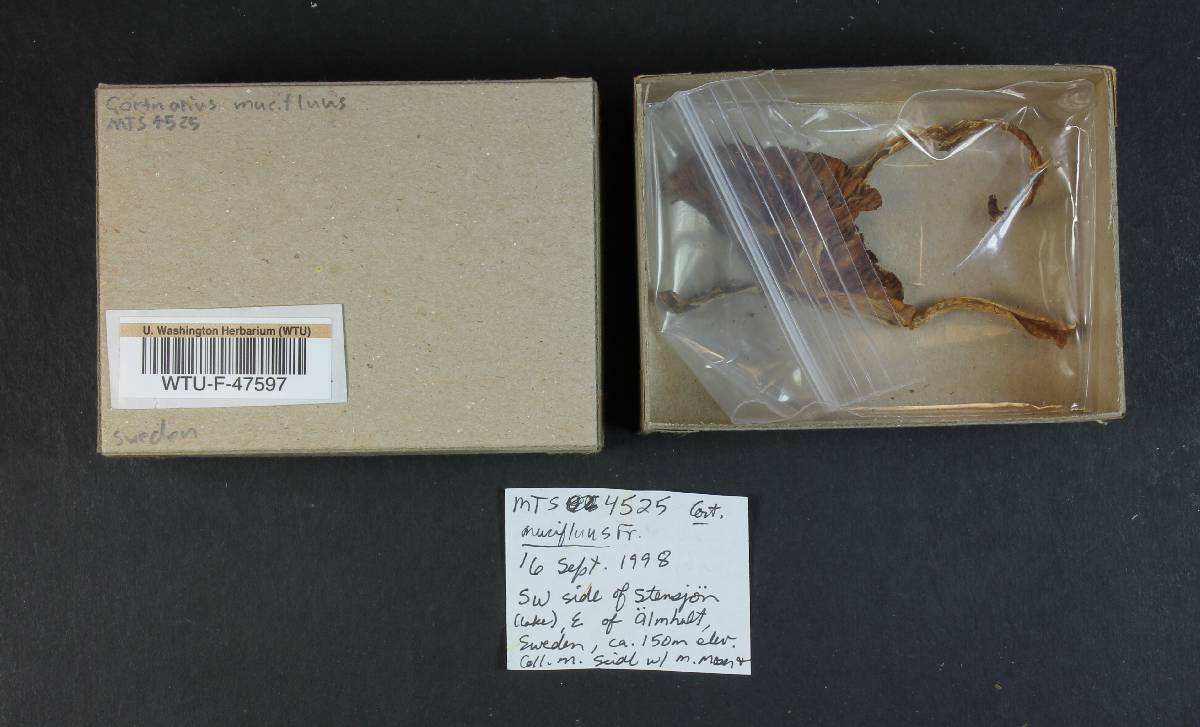 Cortinarius mucifluus
MTS 4525
U. Washington Herbarium (WTU)
WTU-F-47597
Sweden
MTS 4525 Cort.
mucifluus Fr.
16 Sept. 1998
SW side of Stensjön
(lake), E of Älmhult,
Sweden, ca. 150m elev.
Coll. M. Seidl w/ M. Moser +